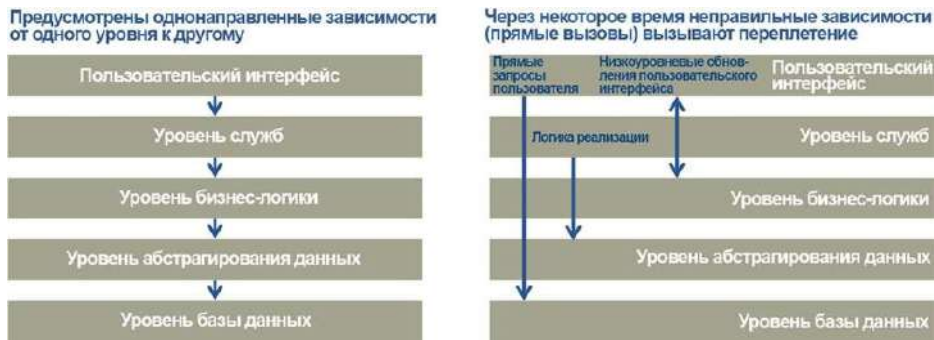 Предусмотрены однонаправленные зависимости
от одного уровня к другому
Пользовательский интерфейс
Уровень служб
Уровень бизнес-логики
Уровень абстрагирования данных
Уровень базы данных
Через некоторое время неправильные зависимости
(прямые вызовы) вызывают переплетение
Прямые
запросы
пользователя
Низкоуровневые обнов-
ления пользовательского
интерфейса
Пользовательский
интерфейс
Логика реализации
Уровень служб
Уровень бизнес-логики
Уровень абстрагирования данных
Уровень базы данных